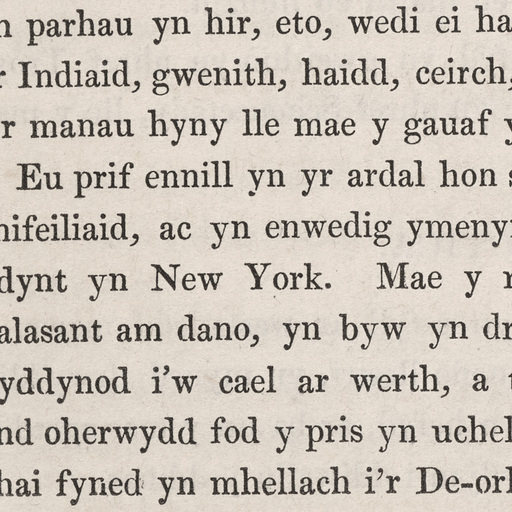 n parhau yn hir, eto, wedi ei ha
r Indiaid, gwenith, haidd, ceirch,
r manau hyny lle mae y gauaf y
Eu prif ennill yn yr ardal hon s
nifeiliaid, ac yn enwedig ymeny
dynt yn New York. Mae y r
alasant am dano, yn byw yn dr
yddynod i'w cael ar werth, a t
nd oherwydd fod y pris yn uchel
hai fyned yn mhellach i'r De-orl